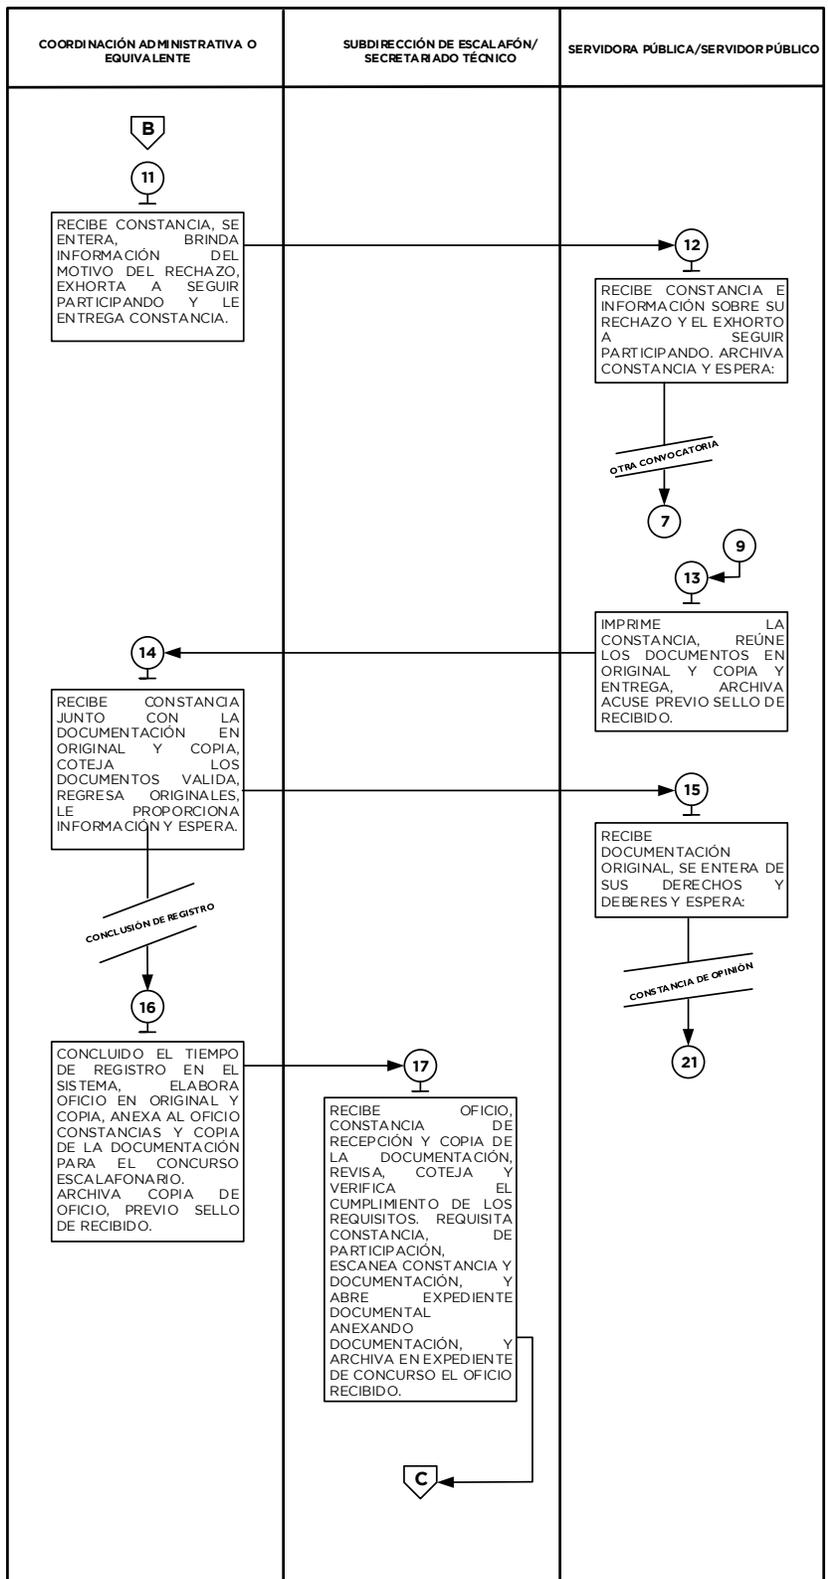 COORDINACIÓN ADMINISTRATIVA O
EQUIVALENTE
SUBDIRECCIÓN DE ESCALAFÓN/
SECRETARIADO TÉCNICO
SERVIDORA PÚBLICA/SERVIDOR PÚBLICO
B
11
RECIBE CONSTANCIA, SE
ENTERA, BRINDA
INFORMACIÓN DEL
MOTIVO DEL RECHAZO,
EXHORTA A SEGUIR
PARTICIPANDO Y LE
ENTREGA CONSTANCIA.
12
RECIBE CONSTANCIA E
INFORMACIÓN SOBRE SU
RECHAZO Y EL EXHORTO
A SEGUIR
PARTICIPANDO. ARCHIVA
CONSTANCIA Y ESPERA:
OTRA CONVOCATORIA
7
9
13
IMPRIME LA
CONSTANCIA, REÚNE
LOS DOCUMENTOS EN
ORIGINAL Y COPIA Y
ENTREGA, ARCHIVA
ACUSE PREVIO SELLO DE
RECIBIDO.
14
RECIBE CONSTANCIA
JUNTO CON LA
DOCUMENTACIÓN EN
ORIGINAL Y COPIA,
COTEJA LOS
DOCUMENTOS VALIDA,
REGRESA ORIGINALES,
LE PROPORCIONA
INFORMACIÓN Y ESPERA.
15
RECIBE
DOCUMENTACIÓN
ORIGINAL, SE ENTERA DE
SUS DERECHOS Y
DEBERES Y ESPERA:
CONCLUSIÓN DE REGISTRO
CONSTANCIA DE OPINIÓN
16
21
CONCLUIDO EL TIEMPO
DE REGISTRO EN EL
SISTEMA, ELABORA
OFICIO EN ORIGINAL Y
COPIA, ANEXA AL OFICIO
CONSTANCIAS Y COPIA
DE LA DOCUMENTACIÓN
PARA EL CONCURSO
ESCALAFONARIO.
ARCHIVA COPIA DE
OFICIO, PREVIO SELLO
DE RECIBIDO.
17
RECIBE OFICIO,
CONSTANCIA DE
RECEPCIÓN Y COPIA DE
LA DOCUMENTACIÓN,
REVISA, COTEJA Y
VERIFICA EL
CUMPLIMIENTO DE LOS
REQUISITOS. REQUISITA
CONSTANCIA, DE
PARTICIPACIÓN,
ESCANEA CONSTANCIA Y
DOCUMENTACIÓN, Y
ABRE EXPEDIENTE
DOCUMENTAL
ANEXANDO
DOCUMENTACIÓN, Y
ARCHIVA EN EXPEDIENTE
DE CONCURSO EL OFICIO
RECIBIDO.
C